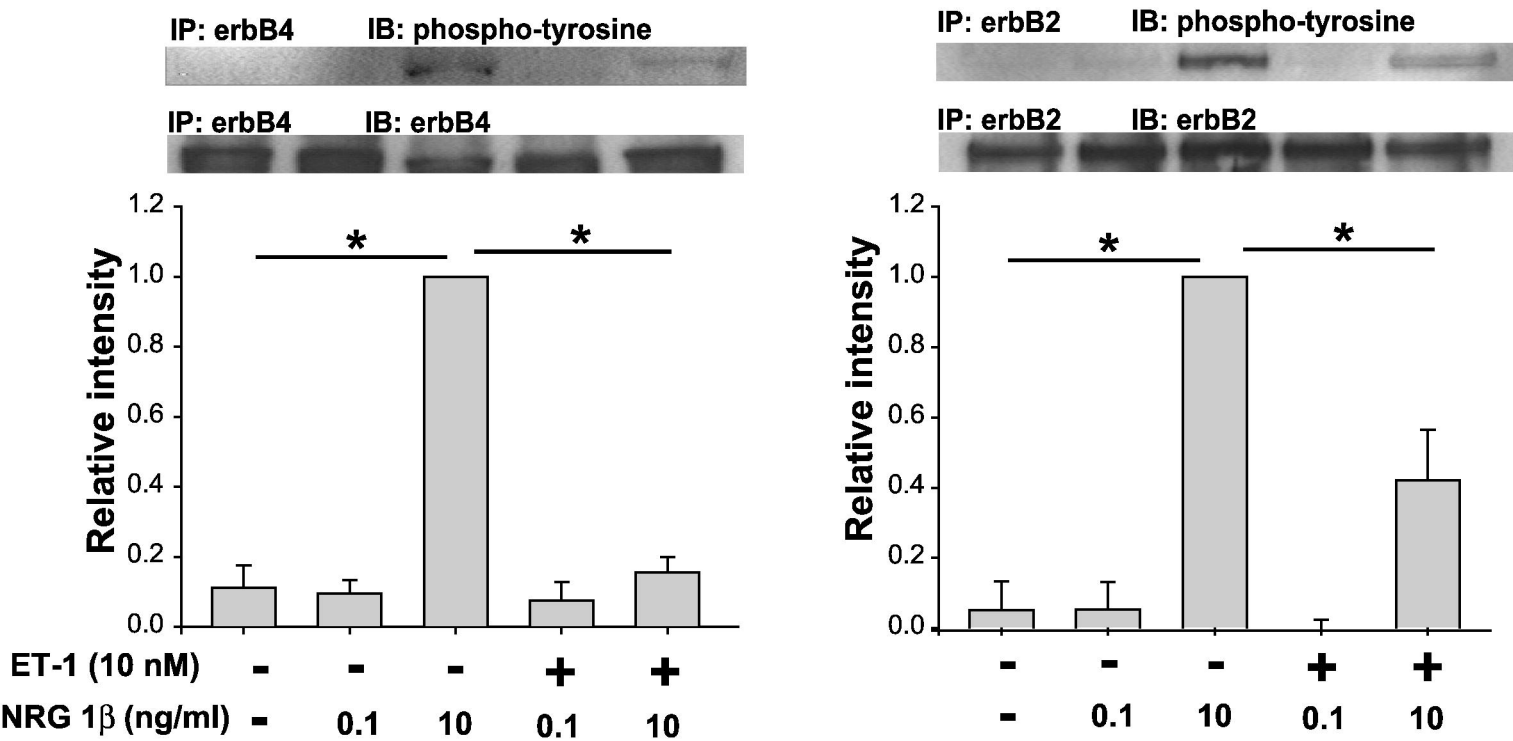 IP: erbB4 IB: phospho-tyrosine
IP: erbB4 IB: erbB4
1.2
1.0
0.8
0.6
0.4
0.2
0.0
Relative intensity
* *
IP: erbB2 IB: phospho-tyrosine
IP: erbB2 IB: erbB2
1.2
1.0
0.8
0.6
0.4
0.2
0.0
Relative intensity
* *
ET-1 (10 nM) - - - + + - - - + +
NRG 1β (ng/ml) - 0.1 10 0.1 10 - 0.1 10 0.1 10